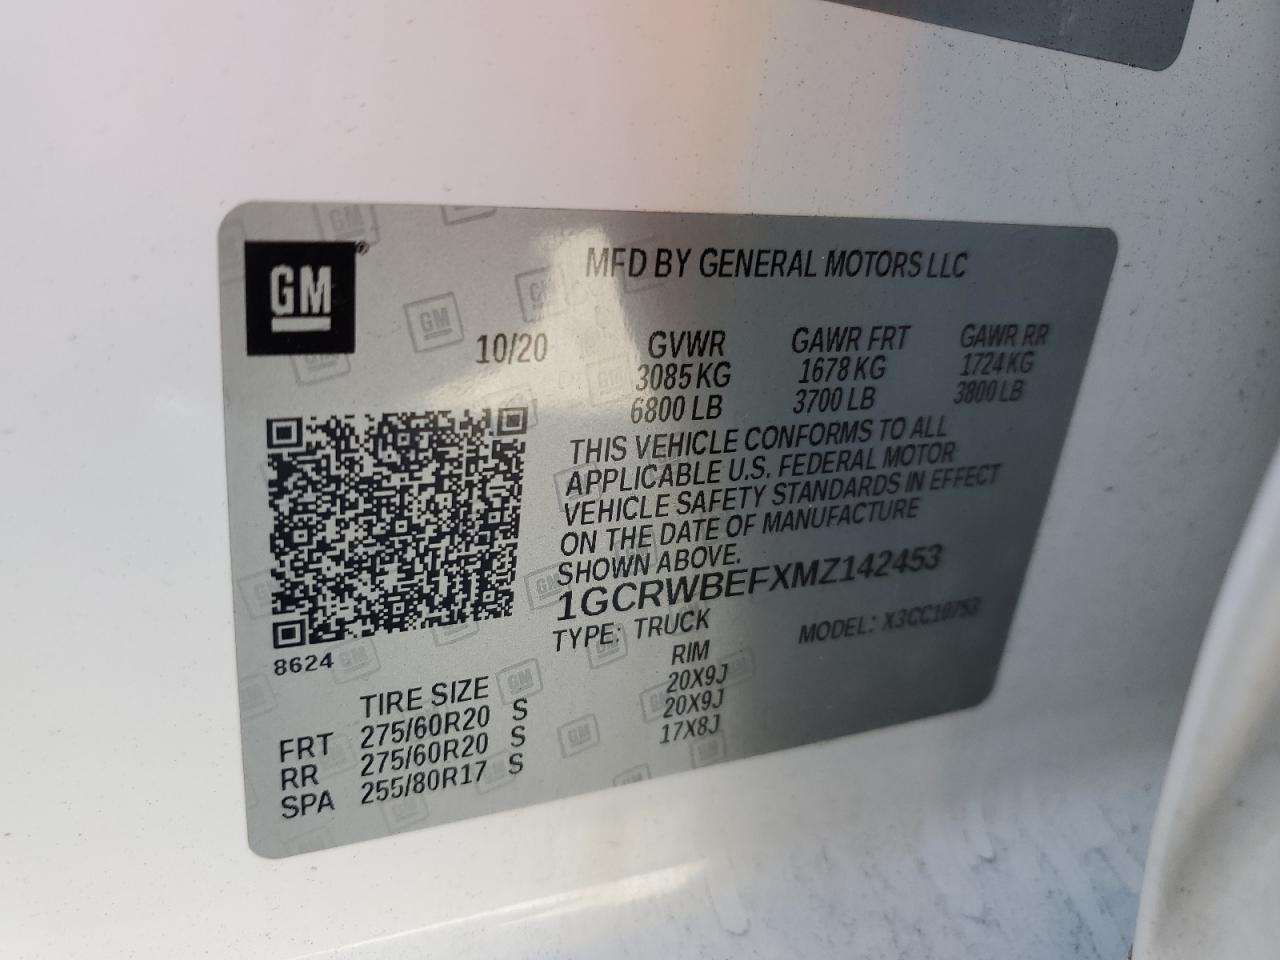 GM
MFD BY GENERAL MOTORS LLC
10/20 GVWR GAWR FRT GAWR RR
3085 KG 1678 KG 1724 KG
6800 LB 3700 LB 3800 LB
THIS VEHICLE CONFORMS TO ALL
APPLICABLE U.S. FEDERAL MOTOR
VEHICLE SAFETY STANDARDS IN EFFECT
ON THE DATE OF MANUFACTURE
SHOWN ABOVE.
1GCRWBEFXMZ142453
TYPE: TRUCK MODEL: X3CC10753
8624
TIRE SIZE RIM
FRT 275/60R20 S 20X9J
RR 275/60R20 S 20X9J
SPA 255/80R17 S 17X8J